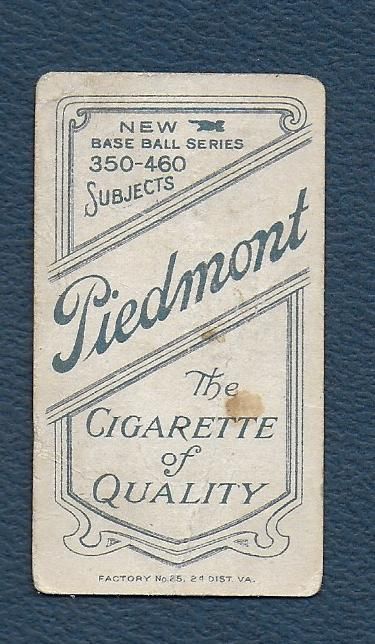 NEW
BASE BALL SERIES
350-460
SUBJECTS
Piedmont
The
CIGARETTE
of
QUALITY
FACTORY No. 25, 2d DIST. VA.